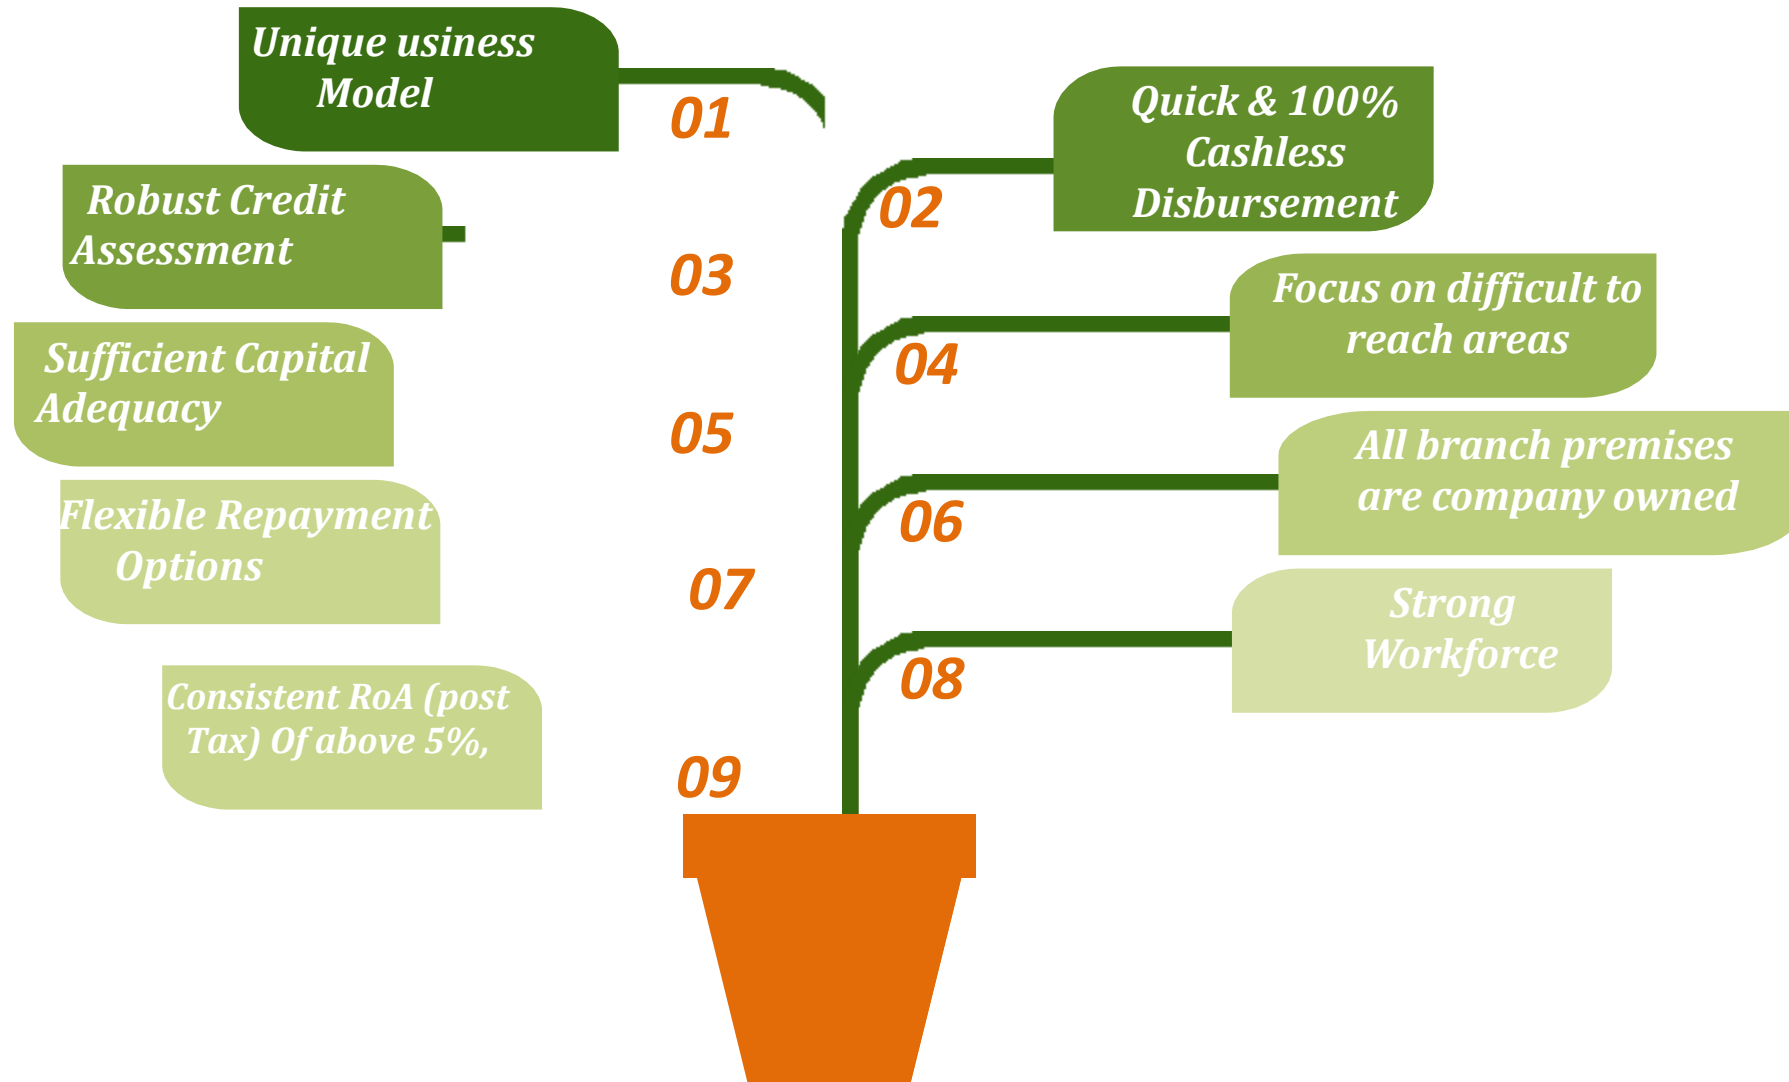 Unique usiness
Model
01
Quick & 100%
Cashless
Disbursement
02
Robust Credit
Assessment
03
Focus on difficult to
reach areas
04
Sufficient Capital
Adequacy
05
All branch premises
are company owned
06
Flexible Repayment
Options
07
Strong
Workforce
08
Consistent RoA (post
Tax) Of above 5%,
09